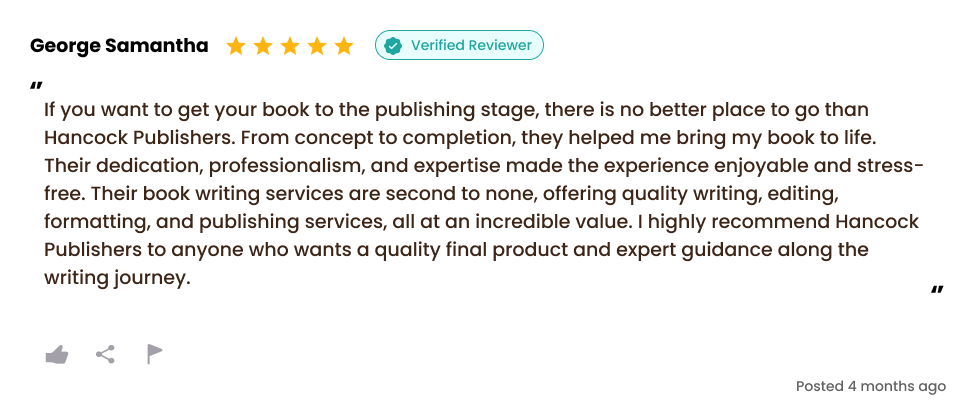 George Samantha
Verified Reviewer
“
If you want to get your book to the publishing stage, there is no better place to go than
Hancock Publishers. From concept to completion, they helped me bring my book to life.
Their dedication, professionalism, and expertise made the experience enjoyable and stress-
free. Their book writing services are second to none, offering quality writing, editing,
formatting, and publishing services, all at an incredible value. I highly recommend Hancock
Publishers to anyone who wants a quality final product and expert guidance along the
writing journey.
“
Posted 4 months ago